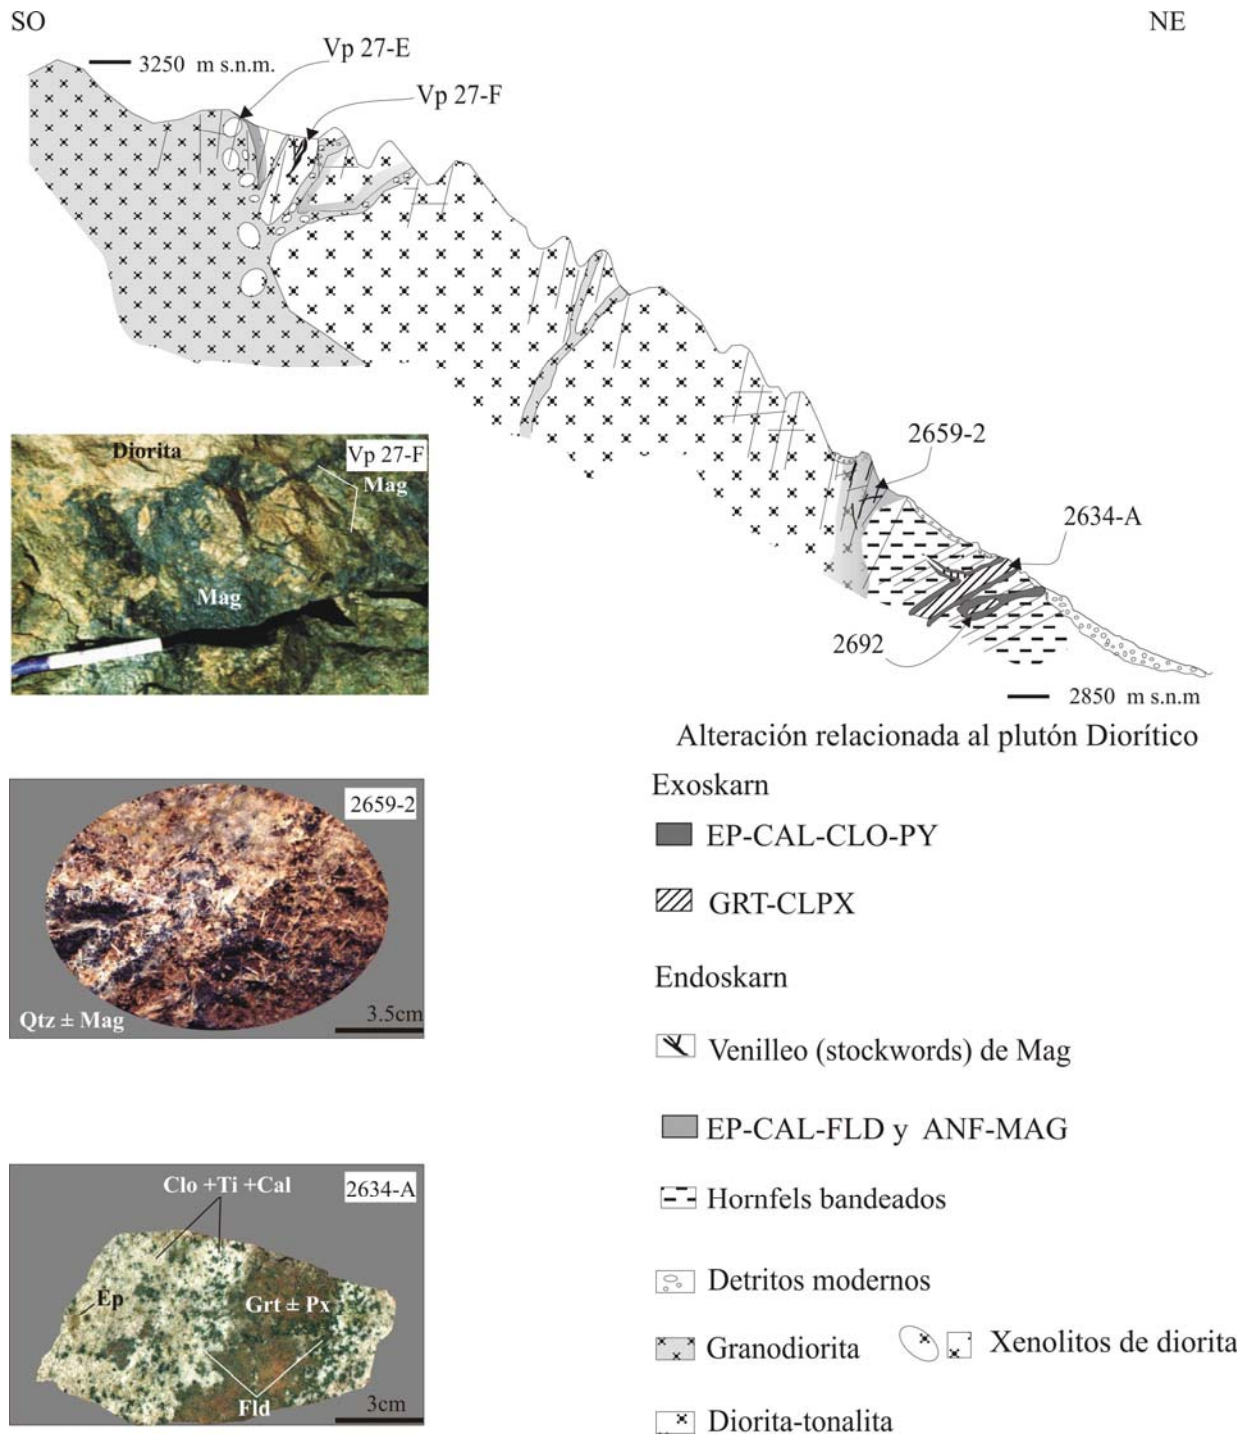 SO
NE
3250 m s.n.m.
Vp 27-E
Vp 27-F
2659-2
2634-A
2692
2850 m s.n.m
Diorita
Vp 27-F
Mag
Mag
2659-2
Qtz ± Mag
3.5cm
Clo +Ti +Cal
2634-A
Ep
Grt ± Px
Fld
3cm
Alteración relacionada al plutón Diorítico
Exoskarn
EP-CAL-CLO-PY
GRT-CLPX
Endoskarn
Venilleo (stockwords) de Mag
EP-CAL-FLD y ANF-MAG
Hornfels bandeados
Detritos modernos
Granodiorita
Xenolitos de diorita
Diorita-tonalita